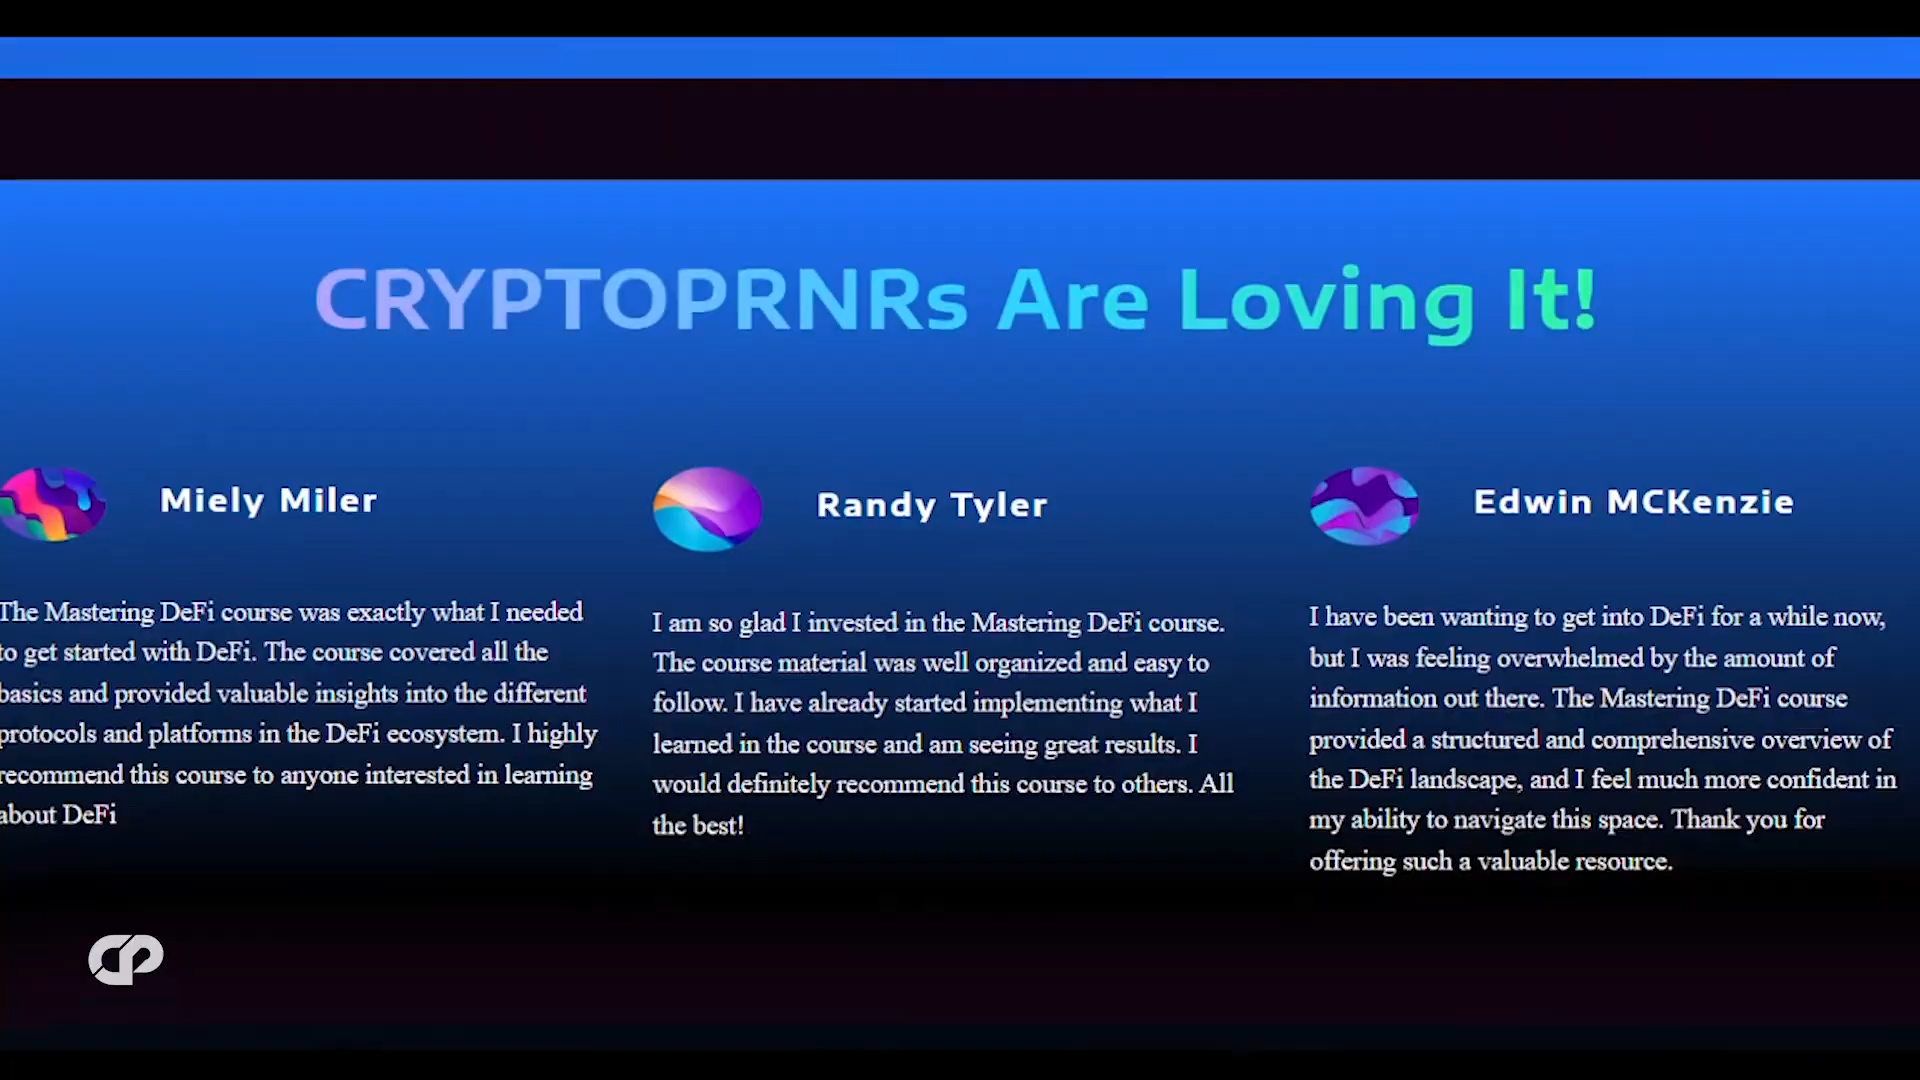 CRYPTOPRNRs Are Loving It!
Miely Miler
The Mastering DeFi course was exactly what I needed
to get started with DeFi. The course covered all the
basics and provided valuable insights into the different
protocols and platforms in the DeFi ecosystem. I highly
recommend this course to anyone interested in learning
about DeFi
Randy Tyler
I am so glad I invested in the Mastering DeFi course.
The course material was well organized and easy to
follow. I have already started implementing what I
learned in the course and am seeing great results. I
would definitely recommend this course to others. All
the best!
Edwin MCKenzie
I have been wanting to get into DeFi for a while now,
but I was feeling overwhelmed by the amount of
information out there. The Mastering DeFi course
provided a structured and comprehensive overview of
the DeFi landscape, and I feel much more confident in
my ability to navigate this space. Thank you for
offering such a valuable resource.
CP